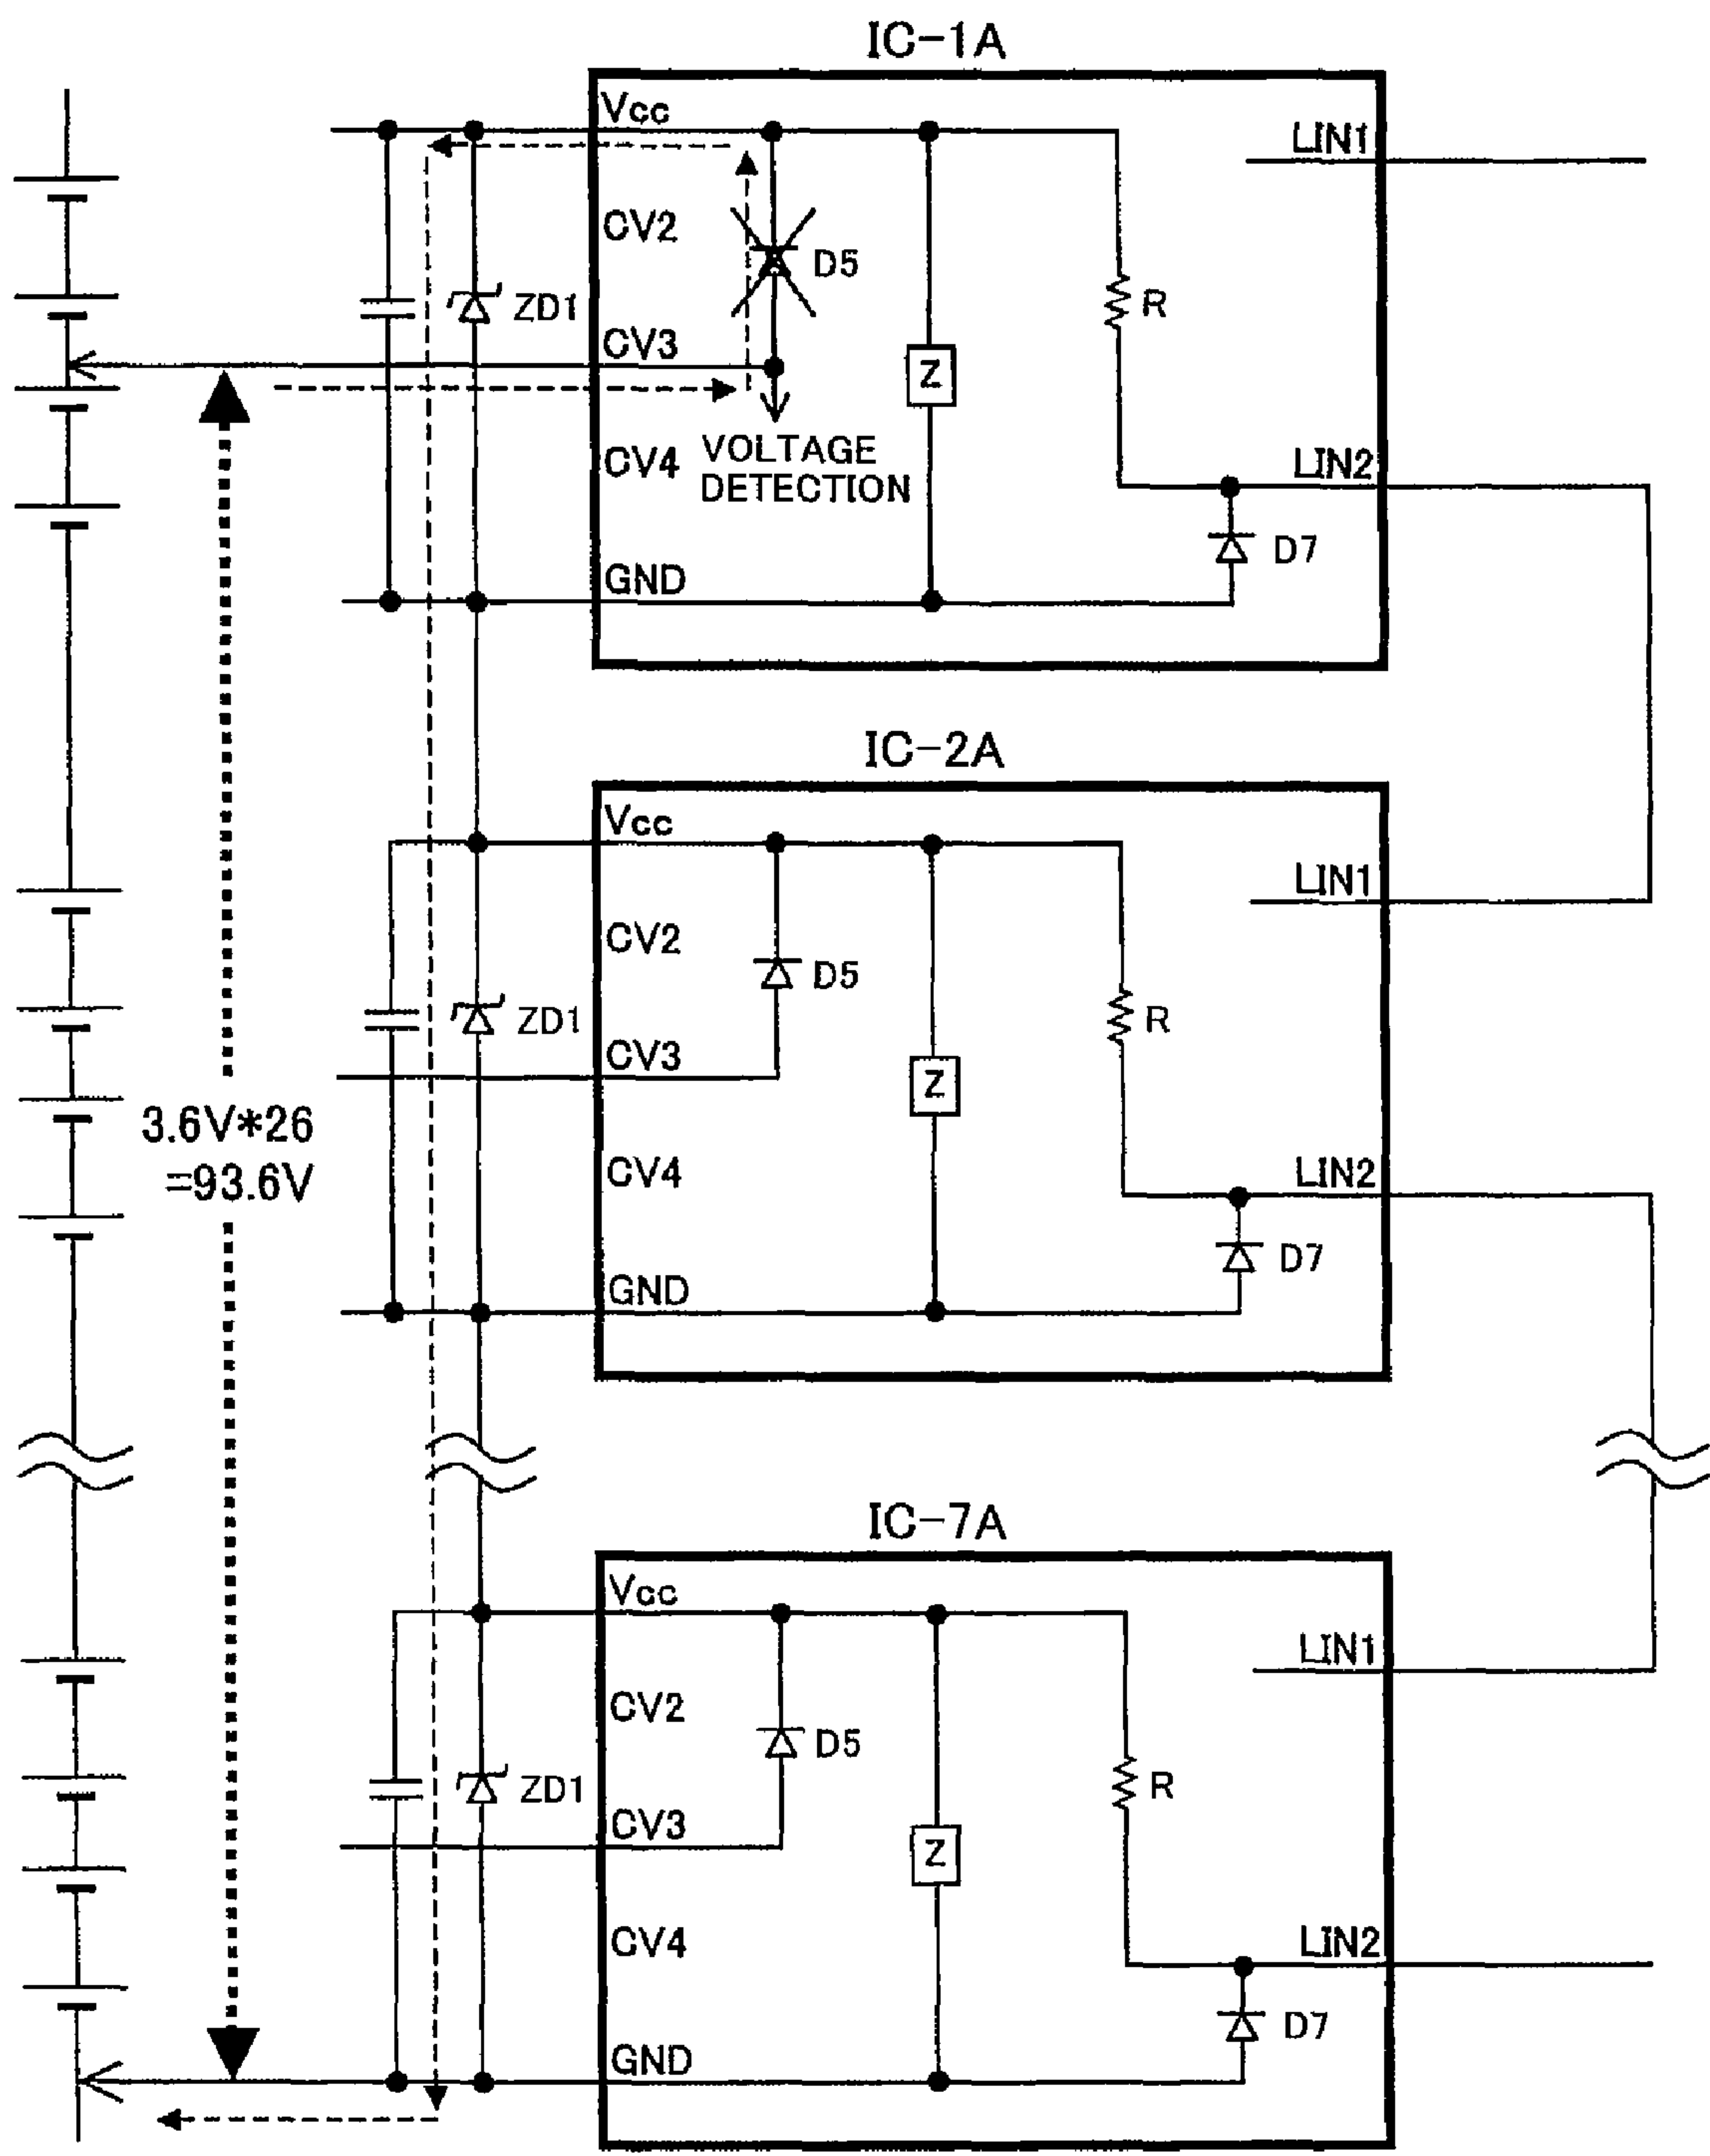 IC-1A
Vcc
LIN1
CV2
D5
ZD1
R
CV3
Z
CV4
VOLTAGE
DETECTION
LIN2
D7
GND
IC-2A
Vcc
LIN1
CV2
D5
ZD1
R
CV3
Z
3.6V*26
=93.6V
CV4
LIN2
D7
GND
IC-7A
Vcc
LIN1
CV2
D5
ZD1
R
CV3
Z
CV4
LIN2
D7
GND